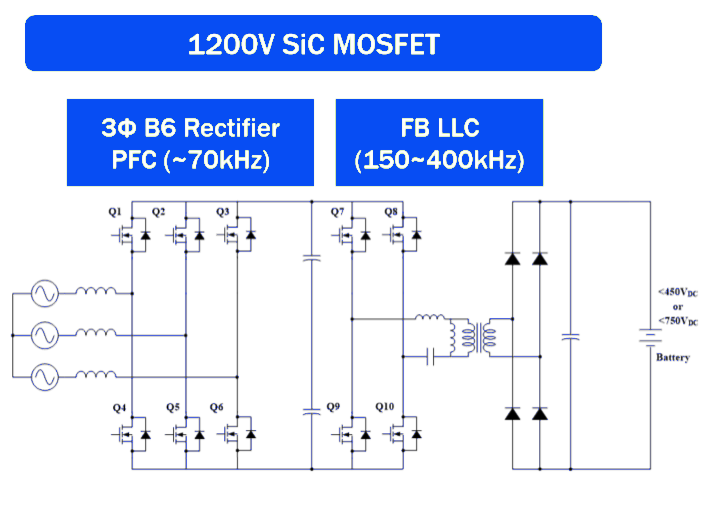 1200V SiC MOSFET
3Φ B6 Rectifier
PFC (~70kHz)
FB LLC
(150~400kHz)
Q1
Q2
Q3
Q7
Q8
<450VDC
or
<750VDC
Battery
Q4
Q5
Q6
Q9
Q10